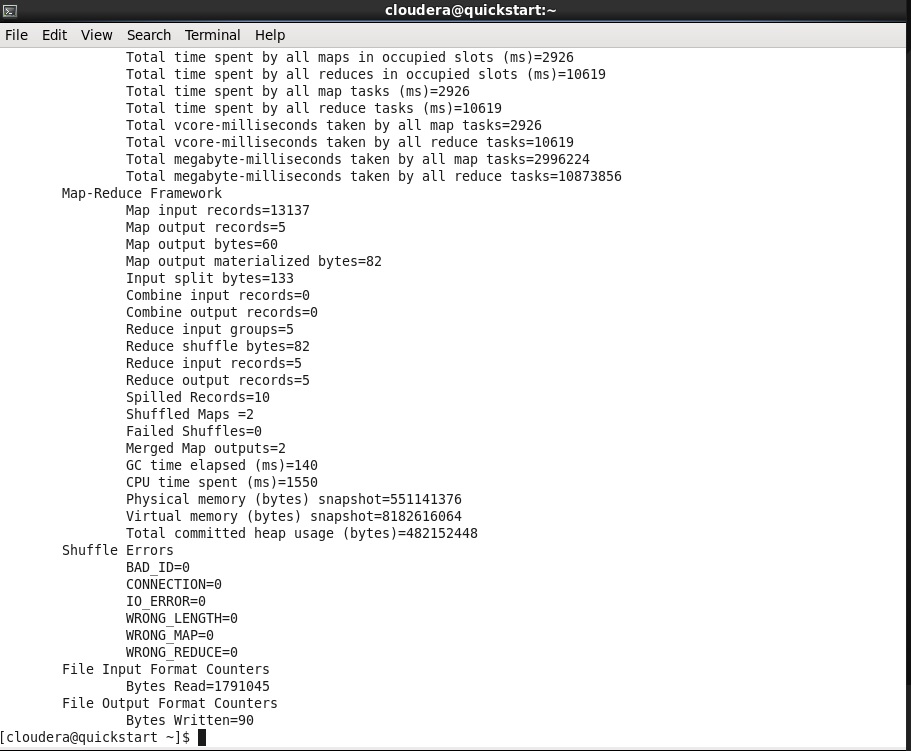 cloudera@quickstart:~
File Edit View Search Terminal Help
Total time spent by all maps in occupied slots (ms)=2926
Total time spent by all reduces in occupied slots (ms)=10619
Total time spent by all map tasks (ms)=2926
Total time spent by all reduce tasks (ms)=10619
Total vcore-milliseconds taken by all map tasks=2926
Total vcore-milliseconds taken by all reduce tasks=10619
Total megabyte-milliseconds taken by all map tasks=2996224
Total megabyte-milliseconds taken by all reduce tasks=10873856
Map-Reduce Framework
Map input records=13137
Map output records=5
Map output bytes=60
Map output materialized bytes=82
Input split bytes=133
Combine input records=0
Combine output records=0
Reduce input groups=5
Reduce shuffle bytes=82
Reduce input records=5
Reduce output records=5
Spilled Records=10
Shuffled Maps =2
Failed Shuffles=0
Merged Map outputs=2
GC time elapsed (ms)=140
CPU time spent (ms)=1550
Physical memory (bytes) snapshot=551141376
Virtual memory (bytes) snapshot=8182616064
Total committed heap usage (bytes)=482152448
Shuffle Errors
BAD_ID=0
CONNECTION=0
IO_ERROR=0
WRONG_LENGTH=0
WRONG_MAP=0
WRONG_REDUCE=0
File Input Format Counters
Bytes Read=1791045
File Output Format Counters
Bytes Written=90
[cloudera@quickstart ~]$